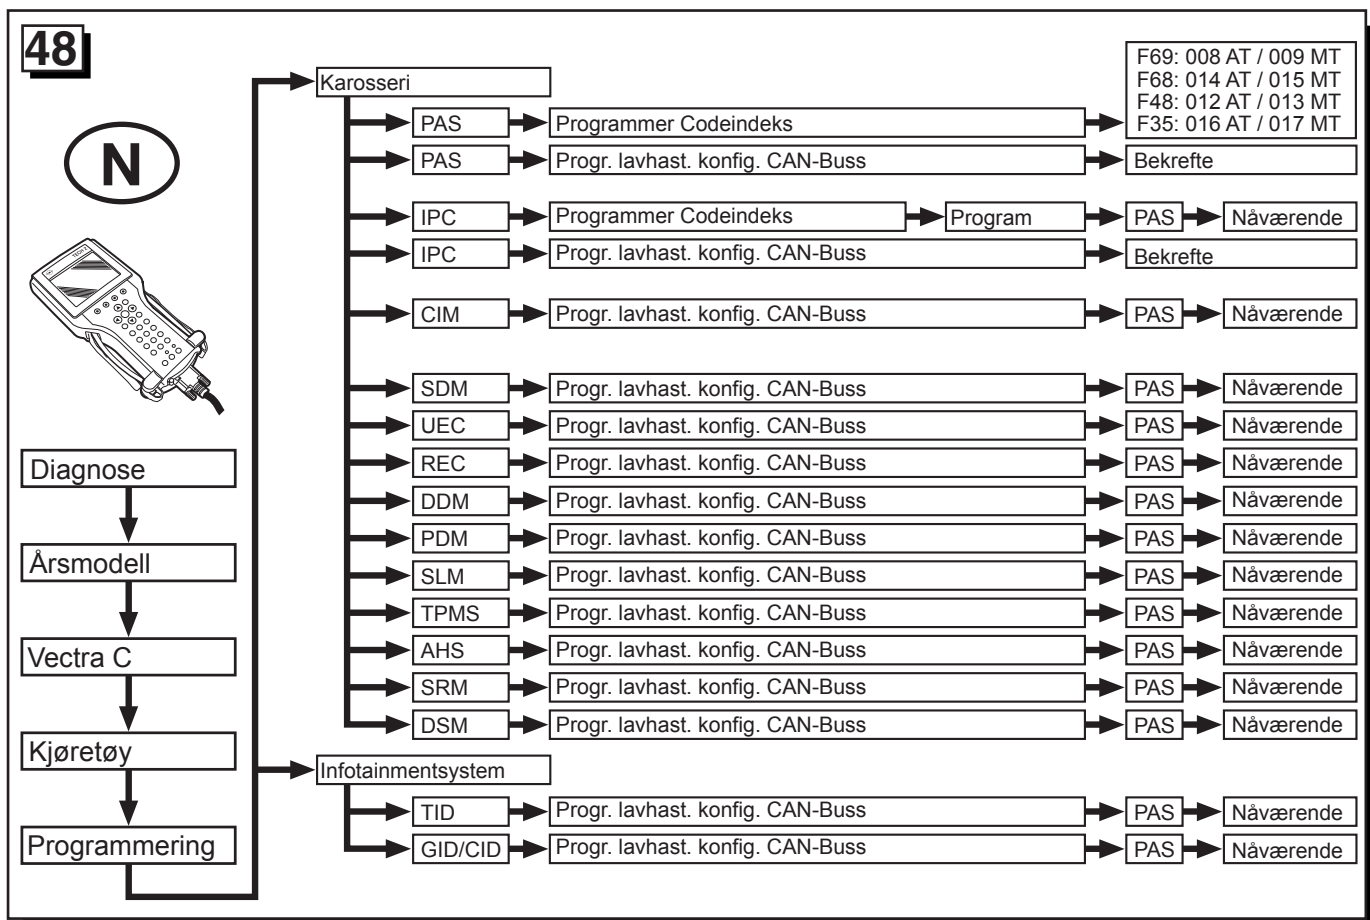 48
N
TECH 2
Diagnose
Årsmodell
Vectra C
Kjøretøy
Programmering
Karosseri
PAS Programmer Codeindeks
F69: 008 AT / 009 MT
F68: 014 AT / 015 MT
F48: 012 AT / 013 MT
F35: 016 AT / 017 MT
PAS Progr. lavhast. konfig. CAN-Buss Bekrefte
IPC Programmer Codeindeks Program PAS Nåværende
IPC Progr. lavhast. konfig. CAN-Buss Bekrefte
CIM Progr. lavhast. konfig. CAN-Buss PAS Nåværende
SDM Progr. lavhast. konfig. CAN-Buss PAS Nåværende
UEC Progr. lavhast. konfig. CAN-Buss PAS Nåværende
REC Progr. lavhast. konfig. CAN-Buss PAS Nåværende
DDM Progr. lavhast. konfig. CAN-Buss PAS Nåværende
PDM Progr. lavhast. konfig. CAN-Buss PAS Nåværende
SLM Progr. lavhast. konfig. CAN-Buss PAS Nåværende
TPMS Progr. lavhast. konfig. CAN-Buss PAS Nåværende
AHS Progr. lavhast. konfig. CAN-Buss PAS Nåværende
SRM Progr. lavhast. konfig. CAN-Buss PAS Nåværende
DSM Progr. lavhast. konfig. CAN-Buss PAS Nåværende
Infotainmentsystem
TID Progr. lavhast. konfig. CAN-Buss PAS Nåværende
GID/CID Progr. lavhast. konfig. CAN-Buss PAS Nåværende